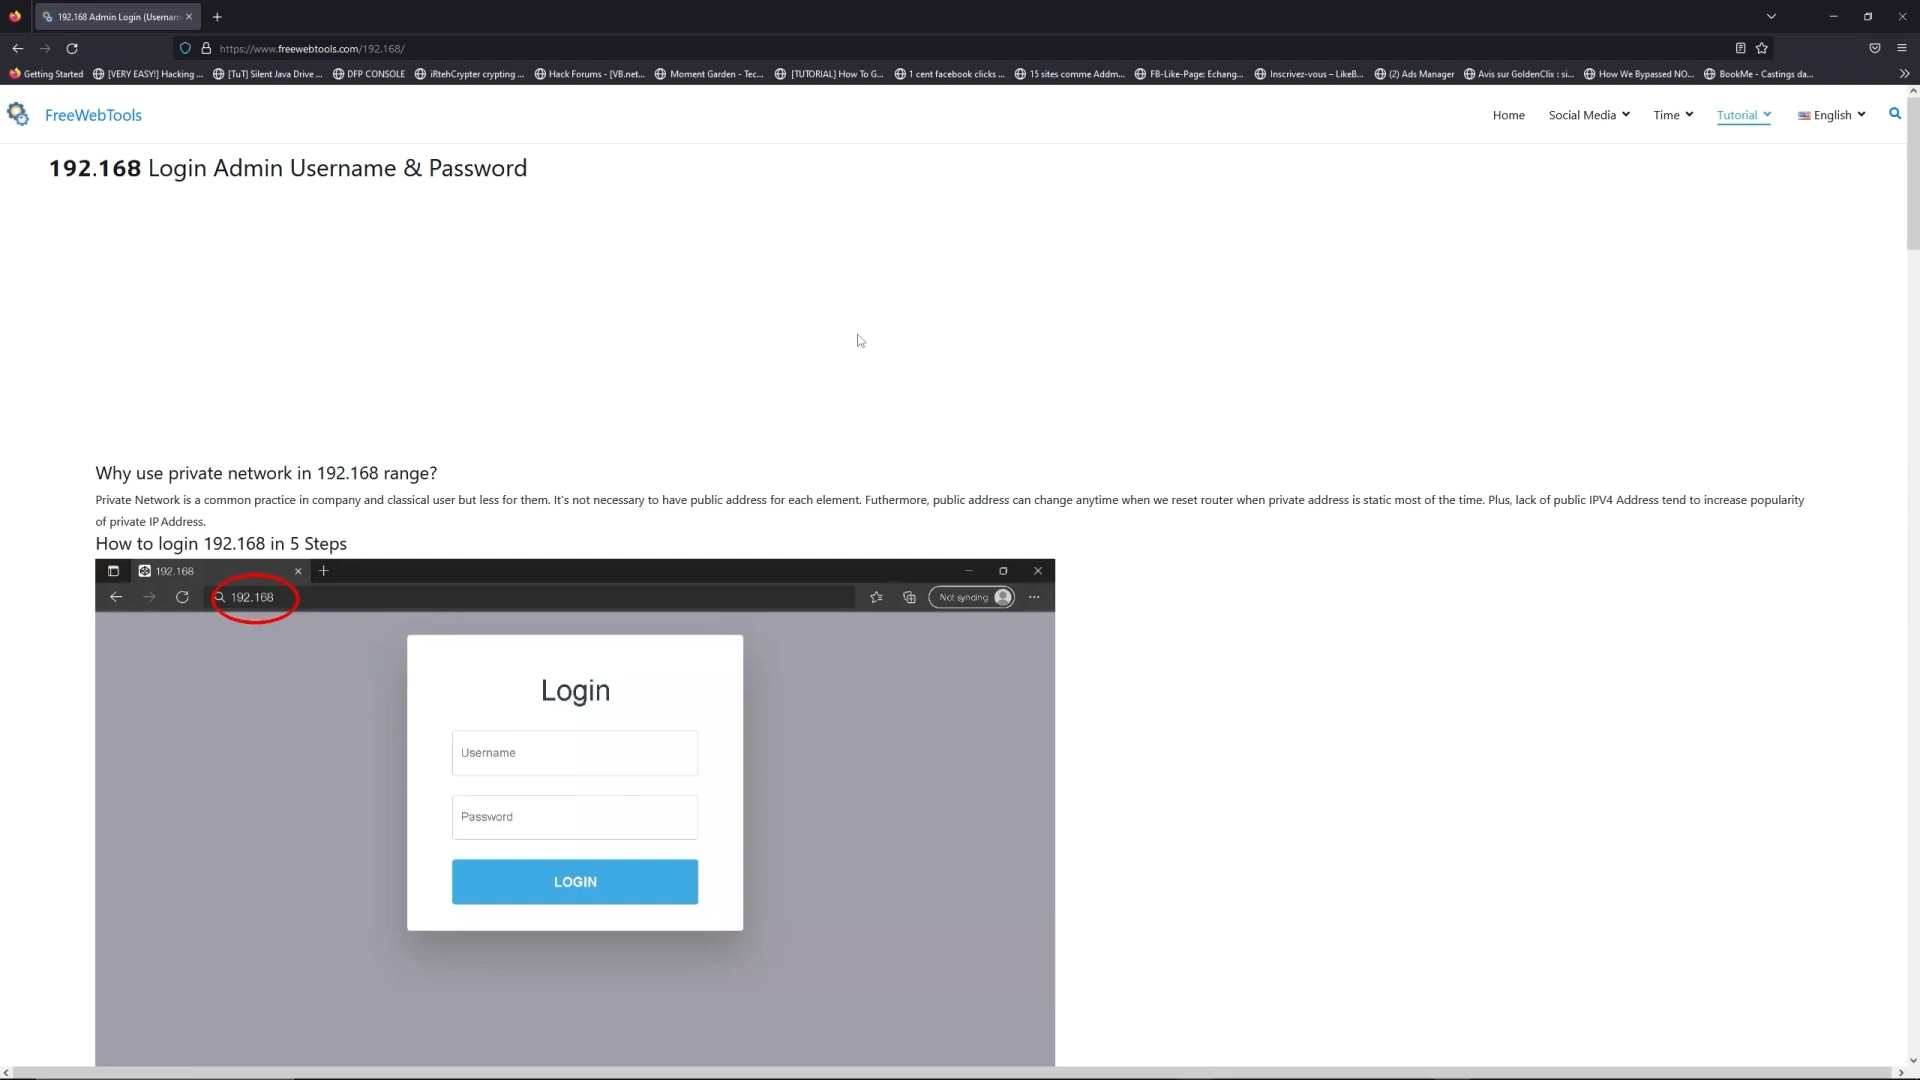 192.168 Admin Login (Usernam
https://www.freewebtools.com/192.168/
Getting Started
[VERY EASY!] Hacking ...
[TuT] Silent Java Drive ...
DFP CONSOLE
iRtehCrypter crypting ...
Hack Forums - [VB.net...
Moment Garden - Tec...
[TUTORIAL] How To G...
1 cent facebook clicks ...
15 sites comme Addm...
FB-Like-Page: Echang...
Inscrivez-vous – LikeB...
(2) Ads Manager
Avis sur GoldenClix : si...
How We Bypassed NO...
BookMe - Castings da...
FreeWebTools
Home
Social Media
Time
Tutorial
English
192.168 Login Admin Username & Password
Why use private network in 192.168 range?
Private Network is a common practice in company and classical user but less for them. It's not necessary to have public address for each element. Futhermore, public address can change anytime when we reset router when private address is static most of the time. Plus, lack of public IPV4 Address tend to increase popularity
of private IP Address.
How to login 192.168 in 5 Steps
192.168
192.168
Not syncing
Login
Username
Password
LOGIN